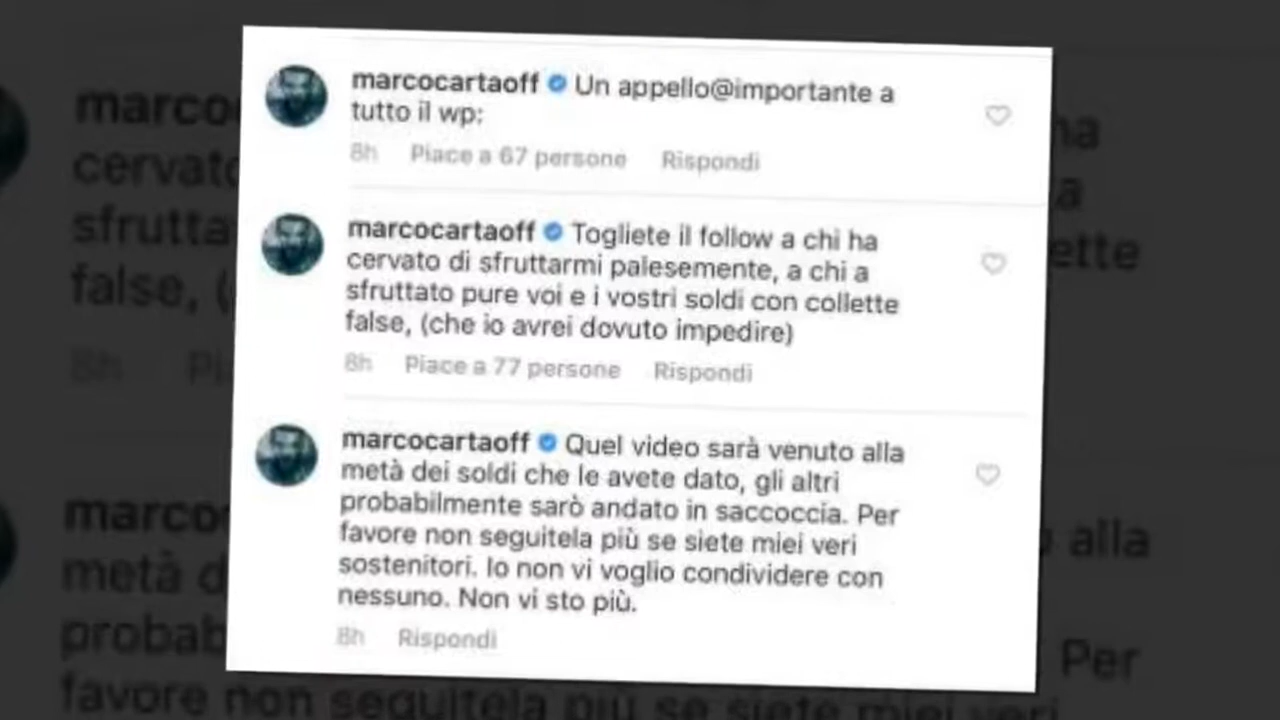 marcocartaoff Un appello@importante a
tutto il wp:
8h Piace a 67 persone Rispondi
marcocartaoff Togliete il follow a chi ha
cervato di sfruttarmi palesemente, a chi a
sfruttato pure voi e i vostri soldi con collette
false, (che io avrei dovuto impedire)
8h Piace a 77 persone Rispondi
marcocartaoff Quel video sarà venuto alla
metà dei soldi che le avete dato, gli altri
probabilmente sarò andato in saccoccia. Per
favore non seguitela più se siete miei veri
sostenitori. Io non vi voglio condividere con
nessuno. Non vi sto più.
8h Rispondi